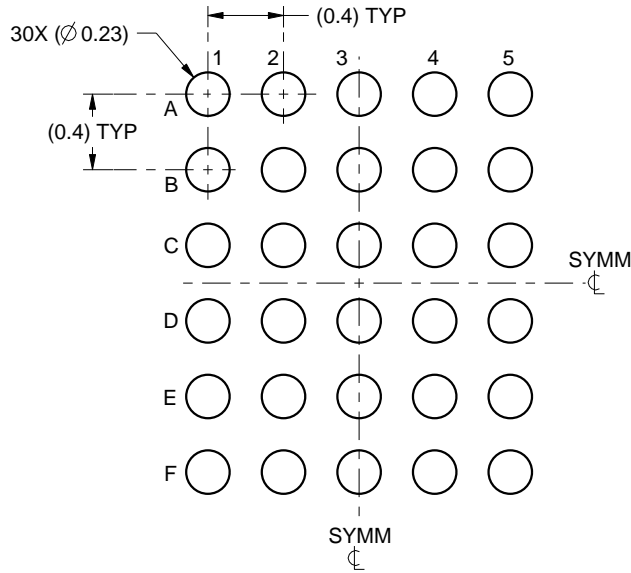 (0.4) TYP
30X (∅ 0.23)
1 2 3 4 5
A
(0.4) TYP
B
C
SYMM
℄
D
E
F
SYMM
℄